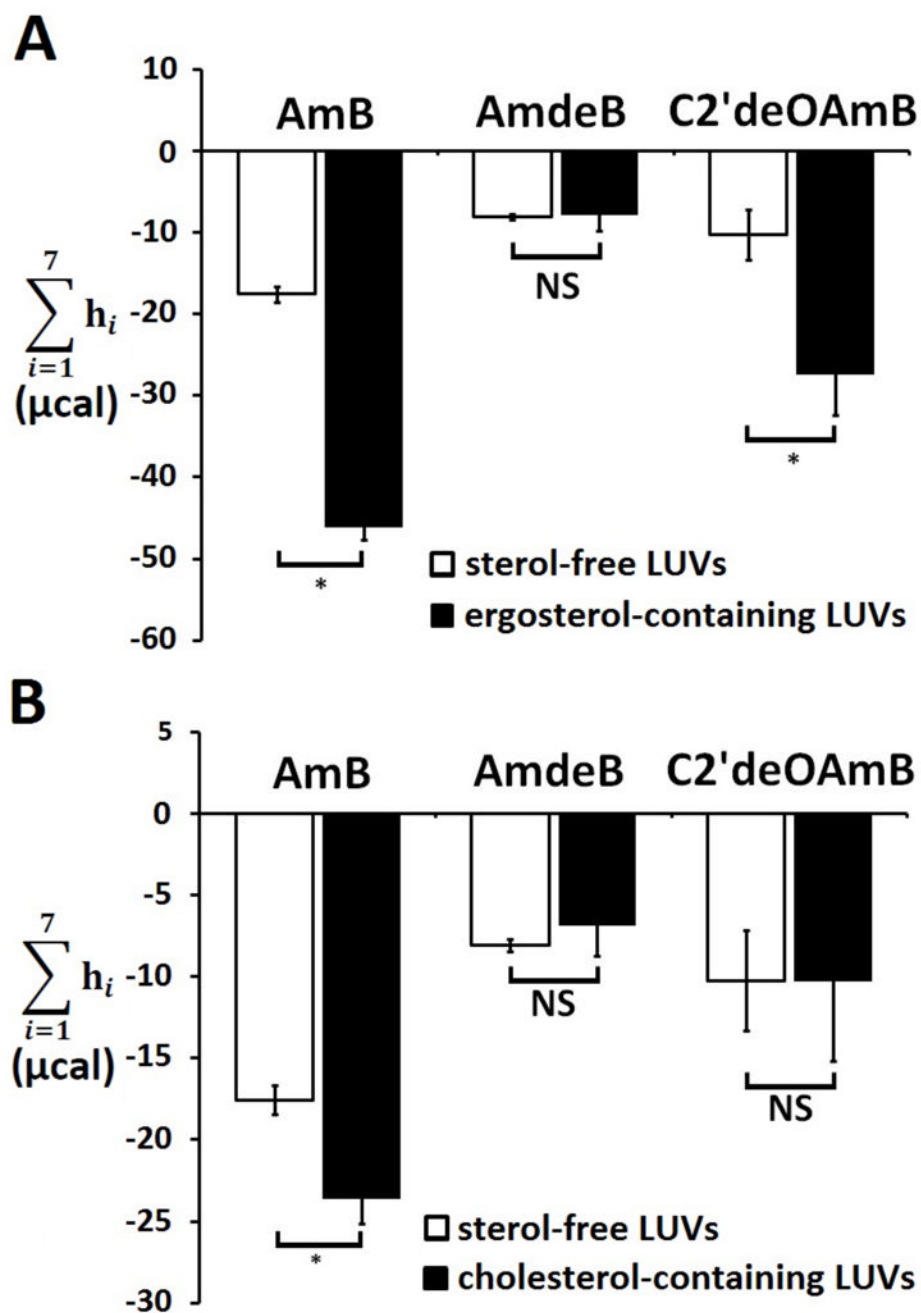 A
10
AmB AmdeB C2'deOAmB
0
-10
NS
-20
7
∑ hᵢ
i=1
(μcal)
-30
*
-40
-50
*
sterol-free LUVs
ergosterol-containing LUVs
-60
B
5
AmB AmdeB C2'deOAmB
0
-5
7
∑ hᵢ
i=1
(μcal)
-10
NS
-15
NS
-20
sterol-free LUVs
-25
*
cholesterol-containing LUVs
-30